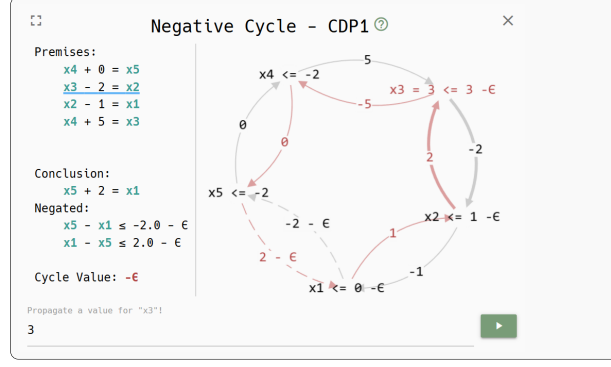 Negative Cycle - CDP1
Premises:
x4 + 0 = x5
x3 - 2 = x2
x2 - 1 = x1
x4 + 5 = x3
Conclusion:
x5 + 2 = x1
Negated:
x5 - x1 ≤ -2.0 - Є
x1 - x5 ≤ 2.0 - Є
Cycle Value: -Є
5
x4 <= -2
x3 = 3 <= 3 -Є
-5
0
0
2
-2
x5 <= -2
-2 - Є
x2 <= 1 -Є
1
2 - Є
-1
x1 <= 0 -Є
Propagate a value for "x3"!
3